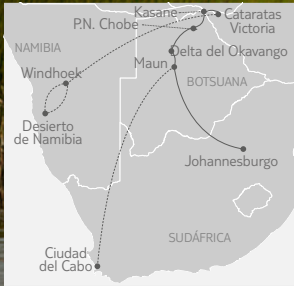 Kasane
Cataratas
Victoria
P.N. Chobe
NAMIBIA
Delta del Okavango
Windhoek
Maun
BOTSUANA
Desierto
de Namibia
Johannesburgo
SUDÁFRICA
Ciudad
del Cabo